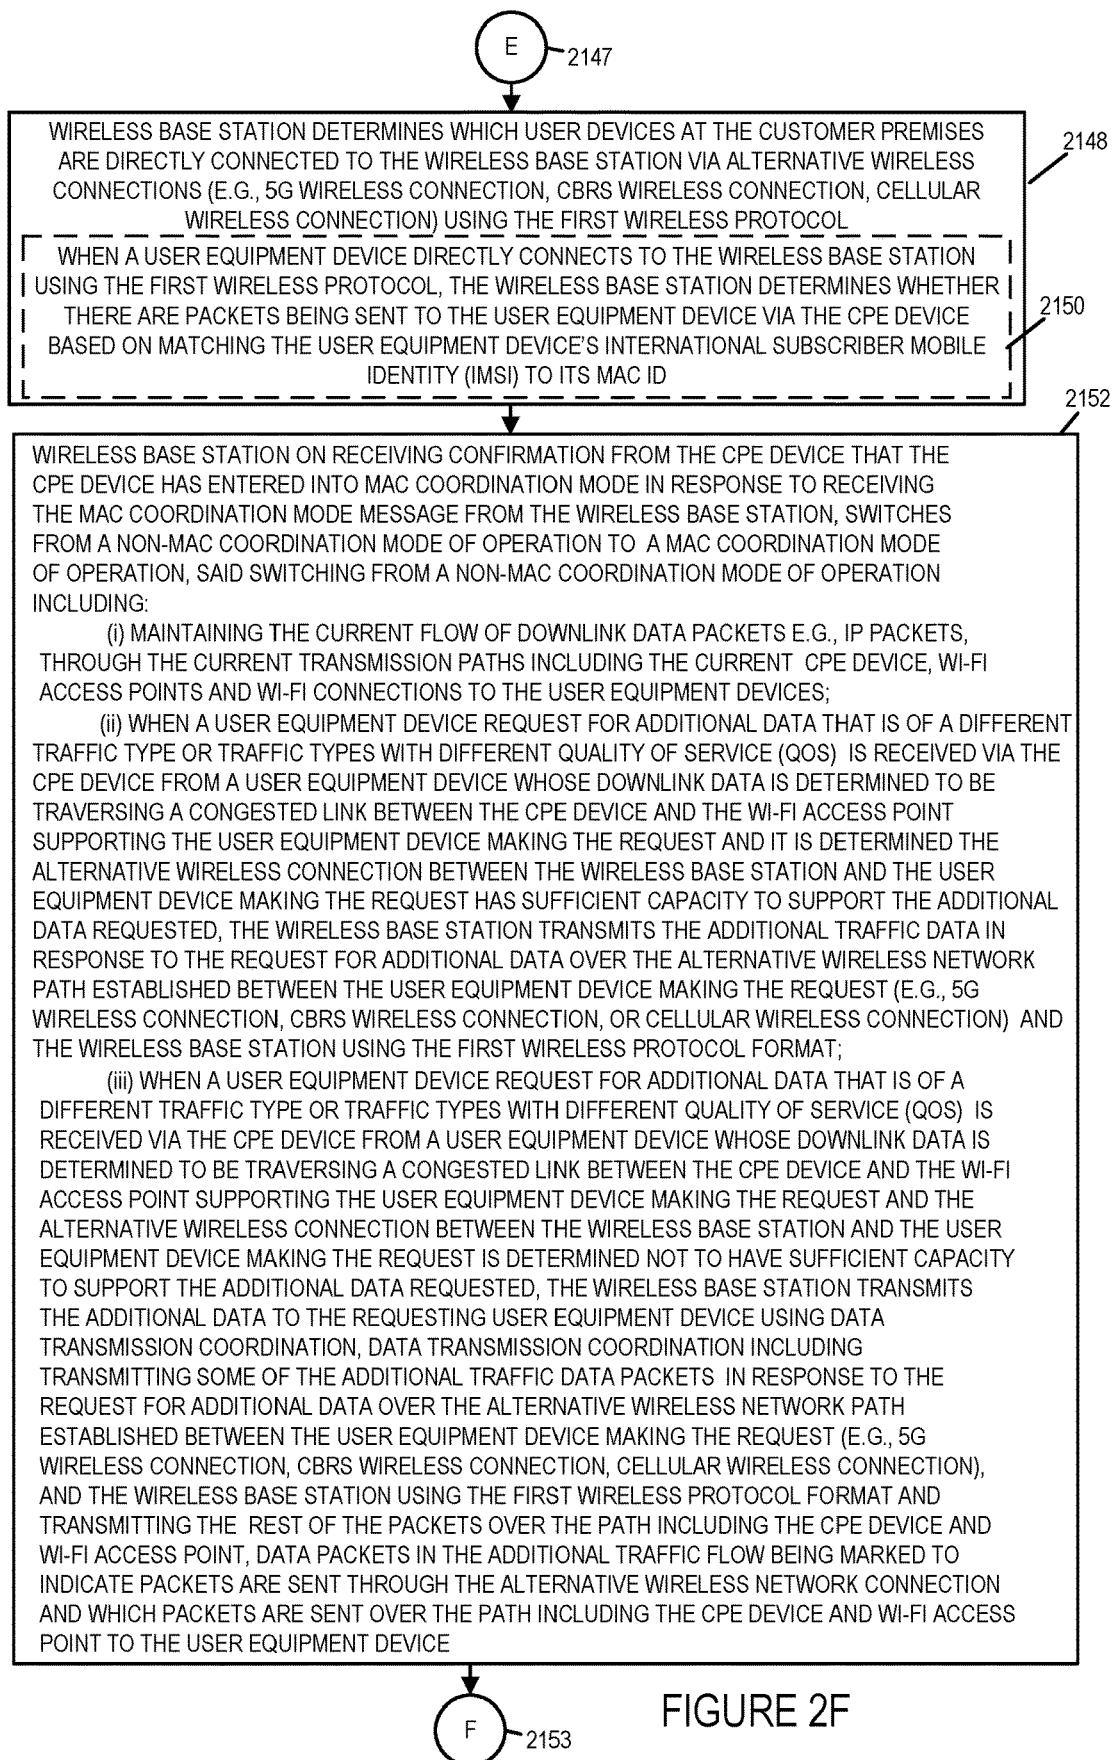 E
2147
WIRELESS BASE STATION DETERMINES WHICH USER DEVICES AT THE CUSTOMER PREMISES
ARE DIRECTLY CONNECTED TO THE WIRELESS BASE STATION VIA ALTERNATIVE WIRELESS
CONNECTIONS (E.G., 5G WIRELESS CONNECTION, CBRS WIRELESS CONNECTION, CELLULAR
WIRELESS CONNECTION) USING THE FIRST WIRELESS PROTOCOL
2148
WHEN A USER EQUIPMENT DEVICE DIRECTLY CONNECTS TO THE WIRELESS BASE STATION
USING THE FIRST WIRELESS PROTOCOL, THE WIRELESS BASE STATION DETERMINES WHETHER
THERE ARE PACKETS BEING SENT TO THE USER EQUIPMENT DEVICE VIA THE CPE DEVICE
BASED ON MATCHING THE USER EQUIPMENT DEVICE'S INTERNATIONAL SUBSCRIBER MOBILE
IDENTITY (IMSI) TO ITS MAC ID
2150
2152
WIRELESS BASE STATION ON RECEIVING CONFIRMATION FROM THE CPE DEVICE THAT THE
CPE DEVICE HAS ENTERED INTO MAC COORDINATION MODE IN RESPONSE TO RECEIVING
THE MAC COORDINATION MODE MESSAGE FROM THE WIRELESS BASE STATION, SWITCHES
FROM A NON-MAC COORDINATION MODE OF OPERATION TO A MAC COORDINATION MODE
OF OPERATION, SAID SWITCHING FROM A NON-MAC COORDINATION MODE OF OPERATION
INCLUDING:
(i) MAINTAINING THE CURRENT FLOW OF DOWNLINK DATA PACKETS E.G., IP PACKETS,
THROUGH THE CURRENT TRANSMISSION PATHS INCLUDING THE CURRENT CPE DEVICE, WI-FI
ACCESS POINTS AND WI-FI CONNECTIONS TO THE USER EQUIPMENT DEVICES;
(ii) WHEN A USER EQUIPMENT DEVICE REQUEST FOR ADDITIONAL DATA THAT IS OF A DIFFERENT
TRAFFIC TYPE OR TRAFFIC TYPES WITH DIFFERENT QUALITY OF SERVICE (QOS) IS RECEIVED VIA THE
CPE DEVICE FROM A USER EQUIPMENT DEVICE WHOSE DOWNLINK DATA IS DETERMINED TO BE
TRAVERSING A CONGESTED LINK BETWEEN THE CPE DEVICE AND THE WI-FI ACCESS POINT
SUPPORTING THE USER EQUIPMENT DEVICE MAKING THE REQUEST AND IT IS DETERMINED THE
ALTERNATIVE WIRELESS CONNECTION BETWEEN THE WIRELESS BASE STATION AND THE USER
EQUIPMENT DEVICE MAKING THE REQUEST HAS SUFFICIENT CAPACITY TO SUPPORT THE ADDITIONAL
DATA REQUESTED, THE WIRELESS BASE STATION TRANSMITS THE ADDITIONAL TRAFFIC DATA IN
RESPONSE TO THE REQUEST FOR ADDITIONAL DATA OVER THE ALTERNATIVE WIRELESS NETWORK
PATH ESTABLISHED BETWEEN THE USER EQUIPMENT DEVICE MAKING THE REQUEST (E.G., 5G
WIRELESS CONNECTION, CBRS WIRELESS CONNECTION, OR CELLULAR WIRELESS CONNECTION) AND
THE WIRELESS BASE STATION USING THE FIRST WIRELESS PROTOCOL FORMAT;
(iii) WHEN A USER EQUIPMENT DEVICE REQUEST FOR ADDITIONAL DATA THAT IS OF A
DIFFERENT TRAFFIC TYPE OR TRAFFIC TYPES WITH DIFFERENT QUALITY OF SERVICE (QOS) IS
RECEIVED VIA THE CPE DEVICE FROM A USER EQUIPMENT DEVICE WHOSE DOWNLINK DATA IS
DETERMINED TO BE TRAVERSING A CONGESTED LINK BETWEEN THE CPE DEVICE AND THE WI-FI
ACCESS POINT SUPPORTING THE USER EQUIPMENT DEVICE MAKING THE REQUEST AND THE
ALTERNATIVE WIRELESS CONNECTION BETWEEN THE WIRELESS BASE STATION AND THE USER
EQUIPMENT DEVICE MAKING THE REQUEST IS DETERMINED NOT TO HAVE SUFFICIENT CAPACITY
TO SUPPORT THE ADDITIONAL DATA REQUESTED, THE WIRELESS BASE STATION TRANSMITS
THE ADDITIONAL DATA TO THE REQUESTING USER EQUIPMENT DEVICE USING DATA
TRANSMISSION COORDINATION, DATA TRANSMISSION COORDINATION INCLUDING
TRANSMITTING SOME OF THE ADDITIONAL TRAFFIC DATA PACKETS IN RESPONSE TO THE
REQUEST FOR ADDITIONAL DATA OVER THE ALTERNATIVE WIRELESS NETWORK PATH
ESTABLISHED BETWEEN THE USER EQUIPMENT DEVICE MAKING THE REQUEST (E.G., 5G
WIRELESS CONNECTION, CBRS WIRELESS CONNECTION, CELLULAR WIRELESS CONNECTION),
AND THE WIRELESS BASE STATION USING THE FIRST WIRELESS PROTOCOL FORMAT AND
TRANSMITTING THE REST OF THE PACKETS OVER THE PATH INCLUDING THE CPE DEVICE AND
WI-FI ACCESS POINT, DATA PACKETS IN THE ADDITIONAL TRAFFIC FLOW BEING MARKED TO
INDICATE PACKETS ARE SENT THROUGH THE ALTERNATIVE WIRELESS NETWORK CONNECTION
AND WHICH PACKETS ARE SENT OVER THE PATH INCLUDING THE CPE DEVICE AND WI-FI ACCESS
POINT TO THE USER EQUIPMENT DEVICE
FIGURE 2F
F
2153